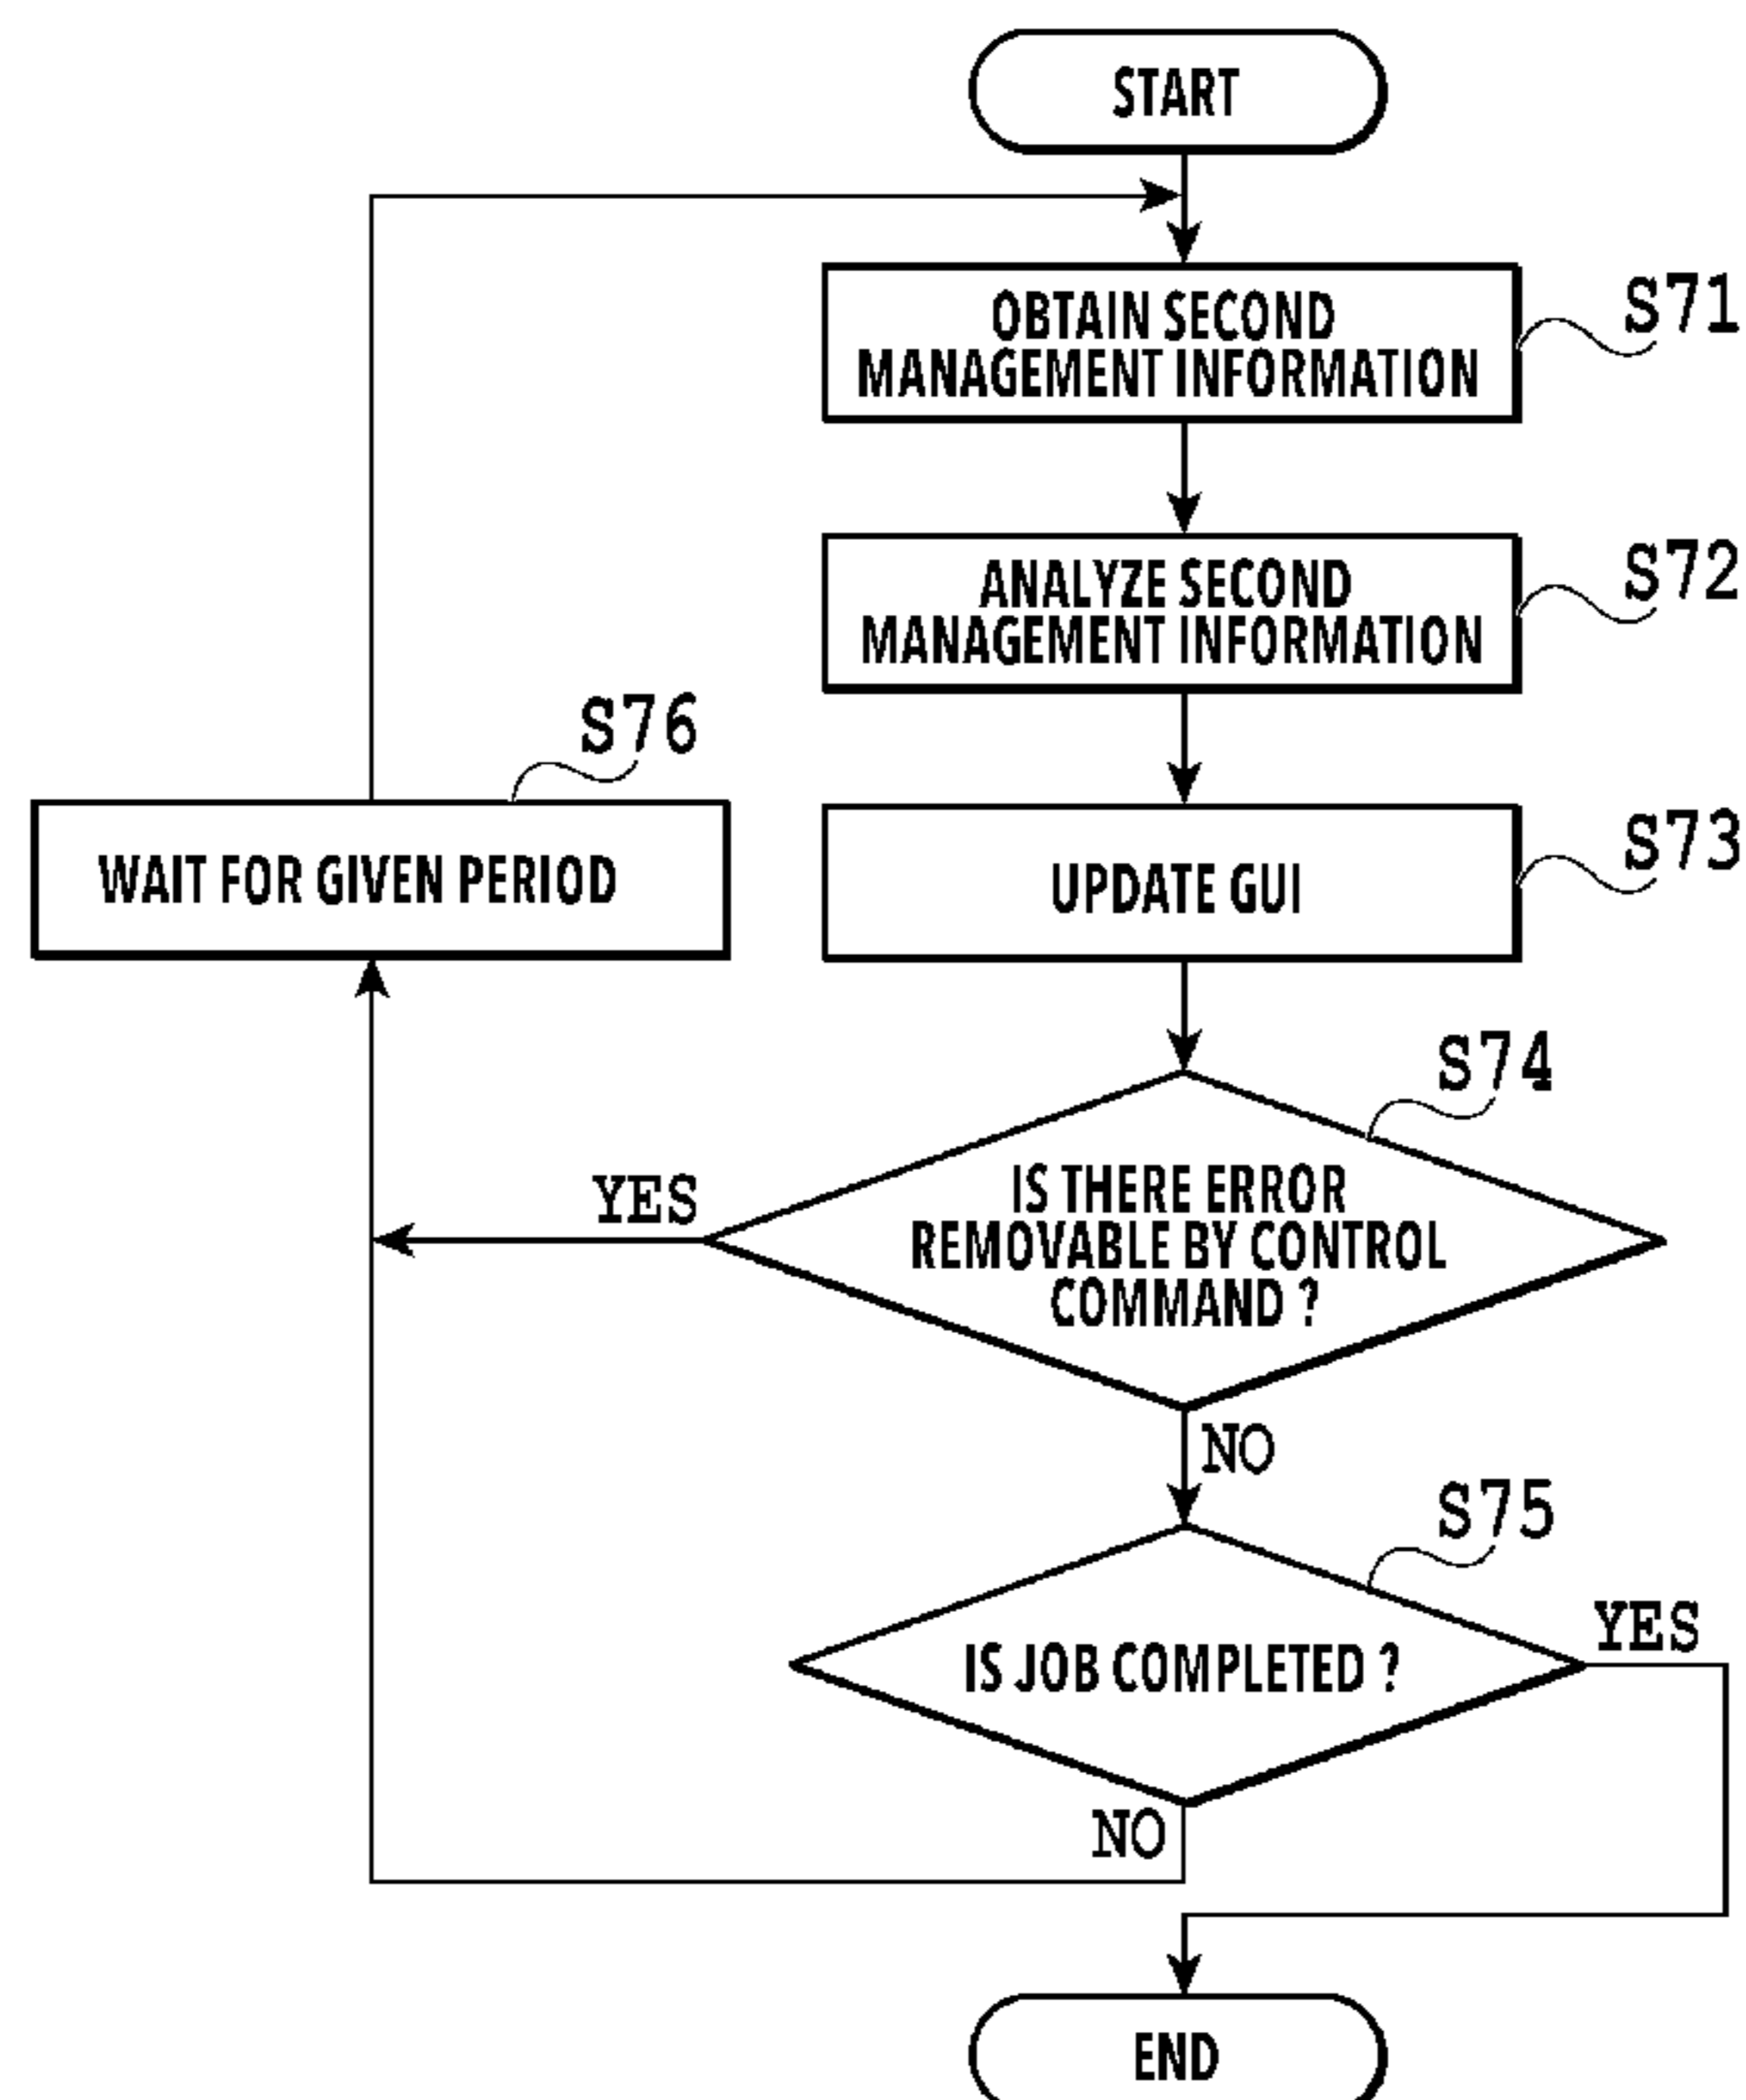 START
OBTAIN SECOND
MANAGEMENT INFORMATION
S71
ANALYZE SECOND
MANAGEMENT INFORMATION
S72
S76
WAIT FOR GIVEN PERIOD
UPDATE GUI
S73
S74
YES
IS THERE ERROR
REMOVABLE BY CONTROL
COMMAND ?
NO
S75
YES
IS JOB COMPLETED ?
NO
END